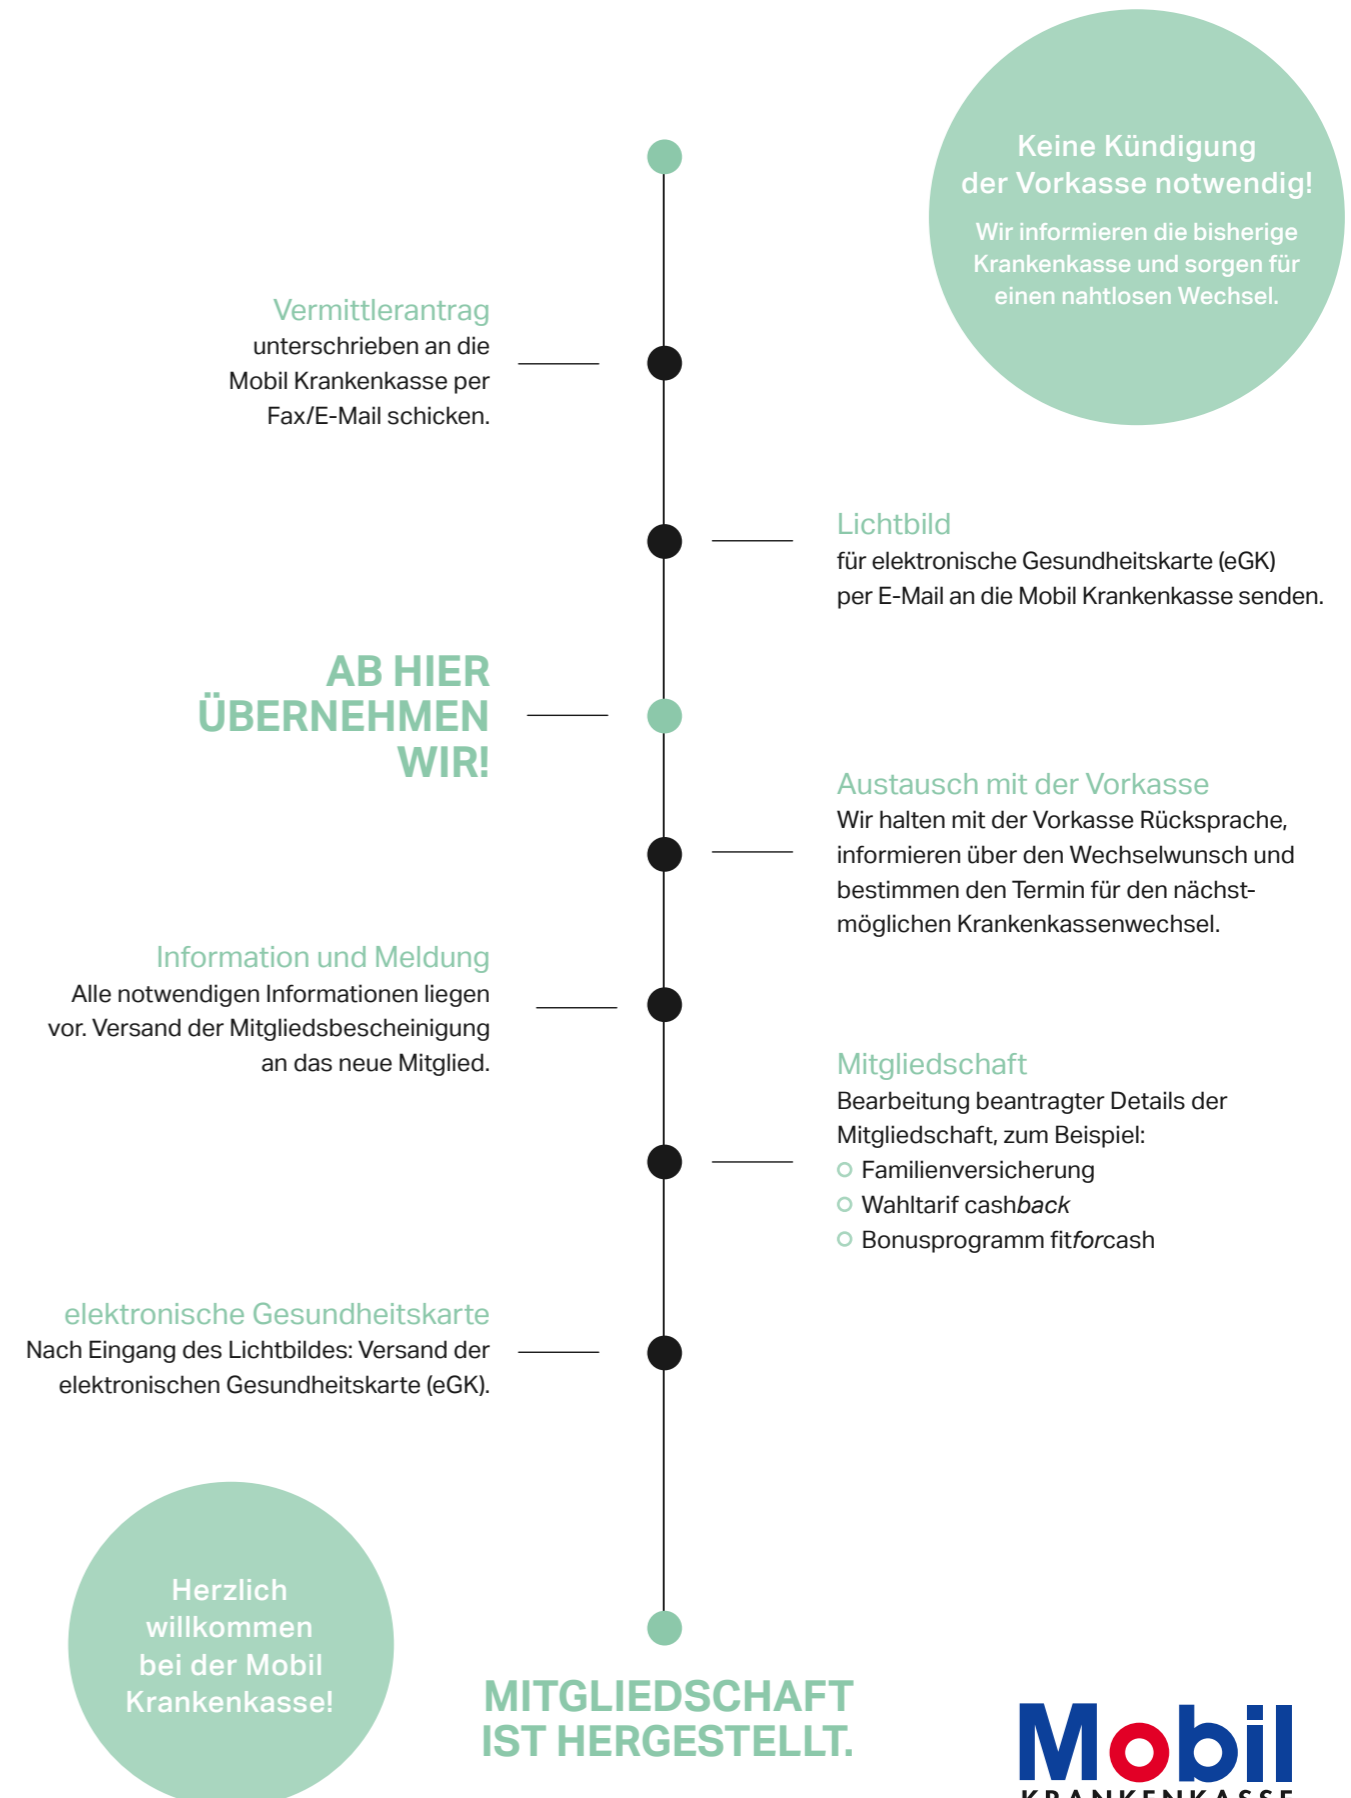 Keine Kündigung
der Vorkasse notwendig!
Wir informieren die bisherige
Krankenkasse und sorgen für
einen nahtlosen Wechsel.
Vermittlerantrag
unterschrieben an die
Mobil Krankenkasse per
Fax/E-Mail schicken.
Lichtbild
für elektronische Gesundheitskarte (eGK)
per E-Mail an die Mobil Krankenkasse senden.
AB HIER
ÜBERNEHMEN
WIR!
Austausch mit der Vorkasse
Wir halten mit der Vorkasse Rücksprache,
informieren über den Wechselwunsch und
bestimmen den Termin für den nächst-
möglichen Krankenkassenwechsel.
Information und Meldung
Alle notwendigen Informationen liegen
vor. Versand der Mitgliedsbescheinigung
an das neue Mitglied.
Mitgliedschaft
Bearbeitung beantragter Details der
Mitgliedschaft, zum Beispiel:
Familienversicherung
Wahltarif cashback
Bonusprogramm fitforcash
elektronische Gesundheitskarte
Nach Eingang des Lichtbildes: Versand der
elektronischen Gesundheitskarte (eGK).
Herzlich
willkommen
bei der Mobil
Krankenkasse!
MITGLIEDSCHAFT
IST HERGESTELLT.
Mobil
KRANKENKASSE